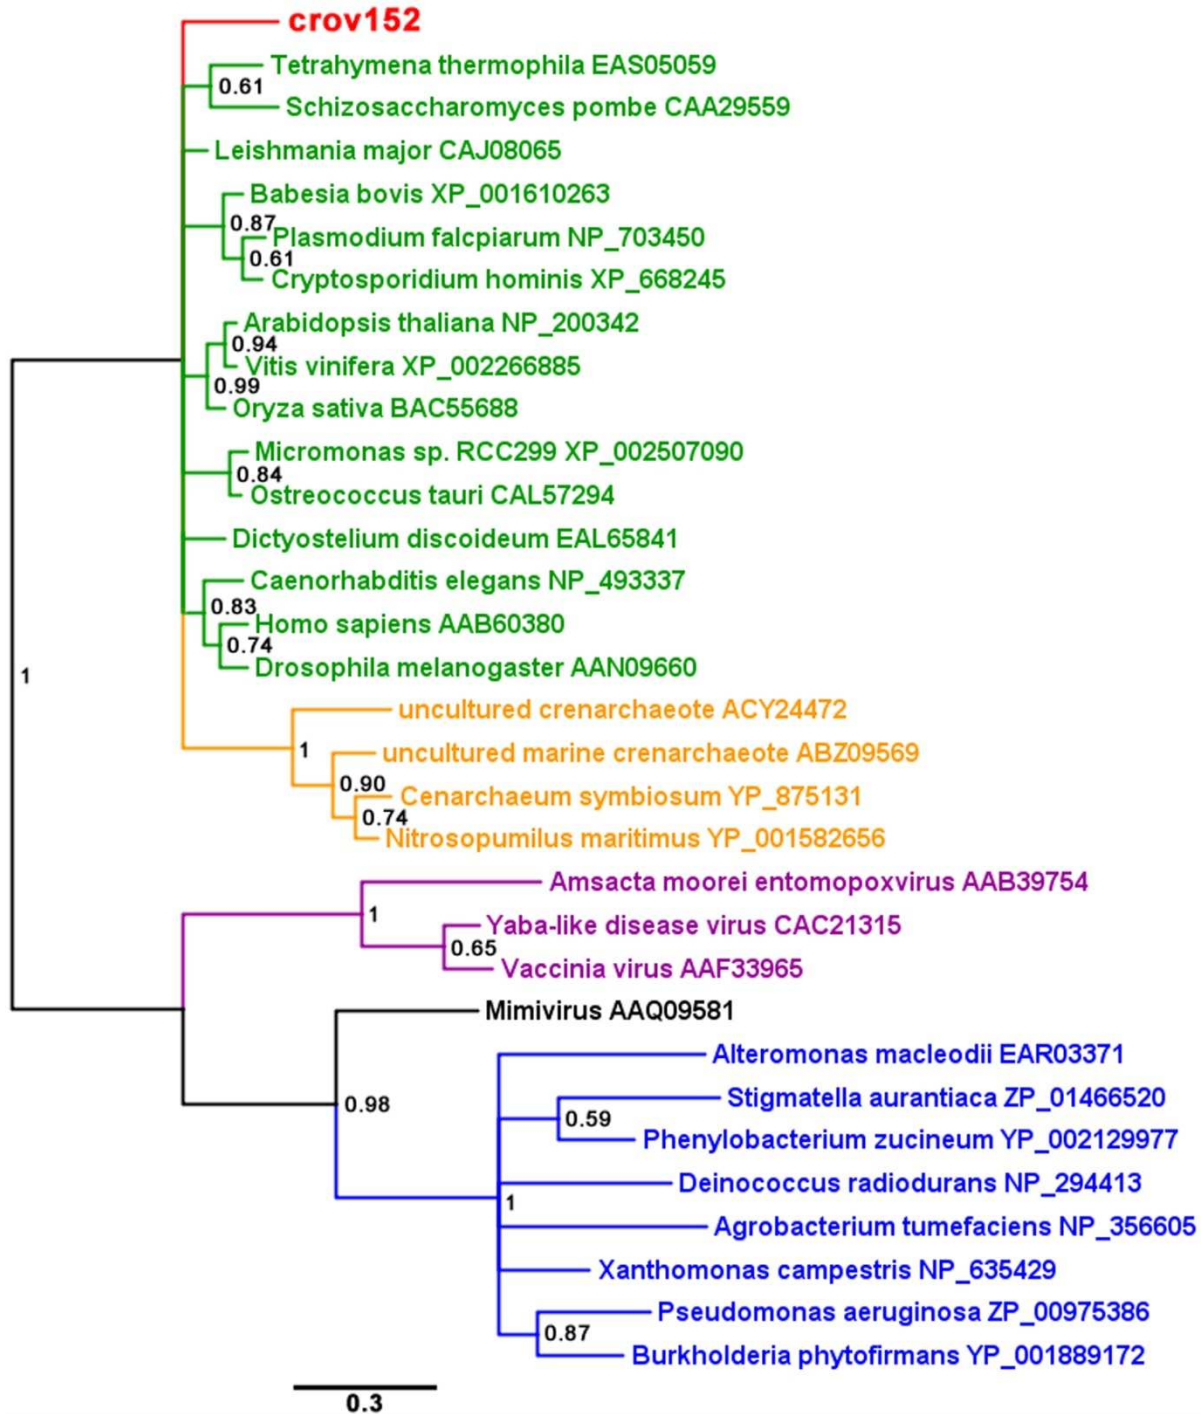 crov152
Tetrahymena thermophila EAS05059
0.61
Schizosaccharomyces pombe CAA29559
Leishmania major CAJ08065
Babesia bovis XP_001610263
0.87
Plasmodium falcpiarum NP_703450
0.61
Cryptosporidium hominis XP_668245
Arabidopsis thaliana NP_200342
0.94
Vitis vinifera XP_002266885
0.99
Oryza sativa BAC55688
Micromonas sp. RCC299 XP_002507090
0.84
Ostreococcus tauri CAL57294
Dictyostelium discoideum EAL65841
Caenorhabditis elegans NP_493337
0.83
Homo sapiens AAB60380
0.74
Drosophila melanogaster AAN09660
1
uncultured crenarchaeote ACY24472
1
uncultured marine crenarchaeote ABZ09569
0.90
Cenarchaeum symbiosum YP_875131
0.74
Nitrosopumilus maritimus YP_001582656
Amsacta moorei entomopoxvirus AAB39754
1
Yaba-like disease virus CAC21315
0.65
Vaccinia virus AAF33965
Mimivirus AAQ09581
Alteromonas macleodii EAR03371
Stigmatella aurantiaca ZP_01466520
0.98
0.59
Phenylobacterium zucineum YP_002129977
Deinococcus radiodurans NP_294413
1
Agrobacterium tumefaciens NP_356605
Xanthomonas campestris NP_635429
Pseudomonas aeruginosa ZP_00975386
0.87
Burkholderia phytofirmans YP_001889172
0.3